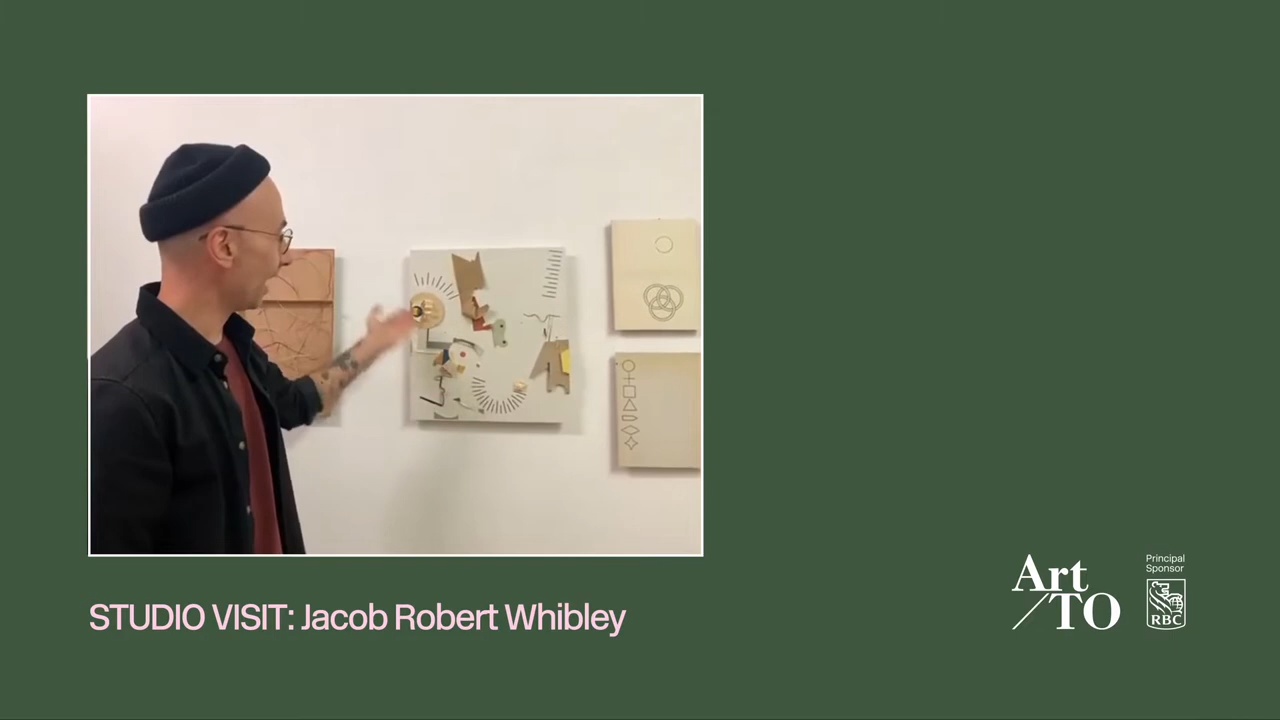 STUDIO VISIT: Jacob Robert Whibley
Art
/TO
Principal
Sponsor
RBC